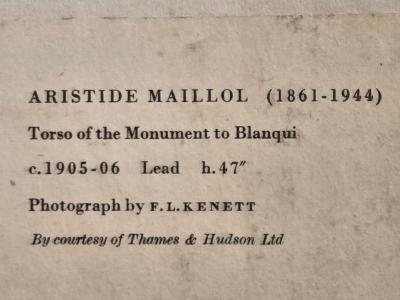 ARISTIDE MAILLOL (1861-1944)
Torso of the Monument to Blanqui
c.1905-06 Lead h.47″
Photograph by F.L.KENETT
By courtesy of Thames & Hudson Ltd